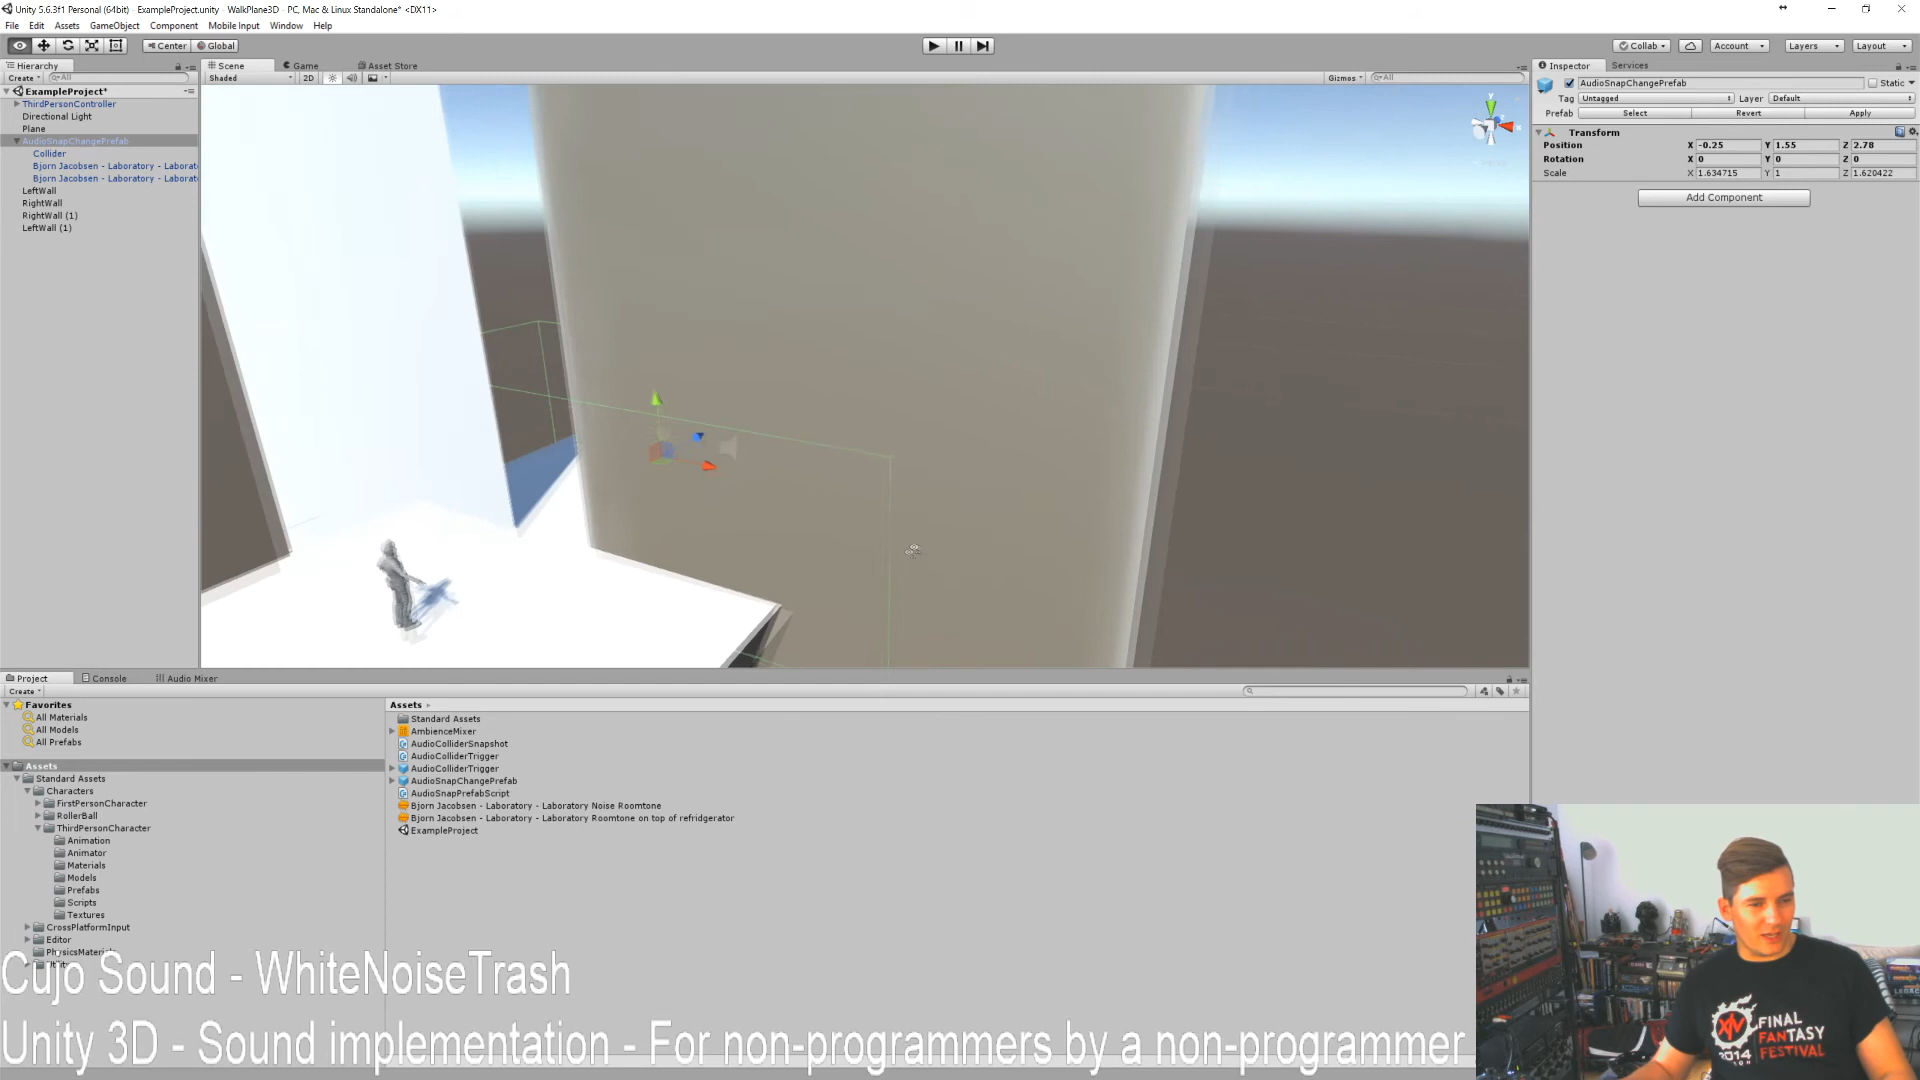 Unity 5.6.3f1 Personal (64bit) - ExampleProject.unity - WalkPlane3D - PC, Mac & Linux Standalone* <DX11>
File Edit Assets GameObject Component Mobile Input Window Help
Center Global Collab Account Layers Layout
Hierarchy Scene Game Asset Store Inspector Services
Create All Shaded 2D Gizmos All
AudioSnapChangePrefab Static
ExampleProject*
Tag Untagged Layer Default
ThirdPersonController
Prefab Select Revert Apply
Directional Light
Plane
Transform
AudioSnapChangePrefab
Position X -0.25 Y 1.55 Z 2.78
Collider
Rotation X 0 Y 0 Z 0
Bjorn Jacobsen - Laboratory - Laborat
Scale X 1.634715 Y 1 Z 1.620422
Bjorn Jacobsen - Laboratory - Laborat
LeftWall
Add Component
RightWall
RightWall (1)
LeftWall (1)
y
x
Project Console Audio Mixer
Create
Favorites
All Materials
All Models
All Prefabs
Assets
Standard Assets
Characters
FirstPersonCharacter
RollerBall
ThirdPersonCharacter
Animation
Animator
Materials
Models
Prefabs
Scripts
Textures
CrossPlatformInput
Editor
PhysicsMaterials
Assets
Standard Assets
AmbienceMixer
AudioColliderSnapshot
AudioColliderTrigger
AudioColliderTrigger
AudioSnapChangePrefab
AudioSnapPrefabScript
Bjorn Jacobsen - Laboratory - Laboratory Noise Roomtone
Bjorn Jacobsen - Laboratory - Laboratory Roomtone on top of refridgerator
ExampleProject
Cujo Sound - WhiteNoiseTrash
Unity 3D - Sound implementation - For non-programmers by a non-programmer
XIV
2014
FINAL
FANTASY
FESTIVAL